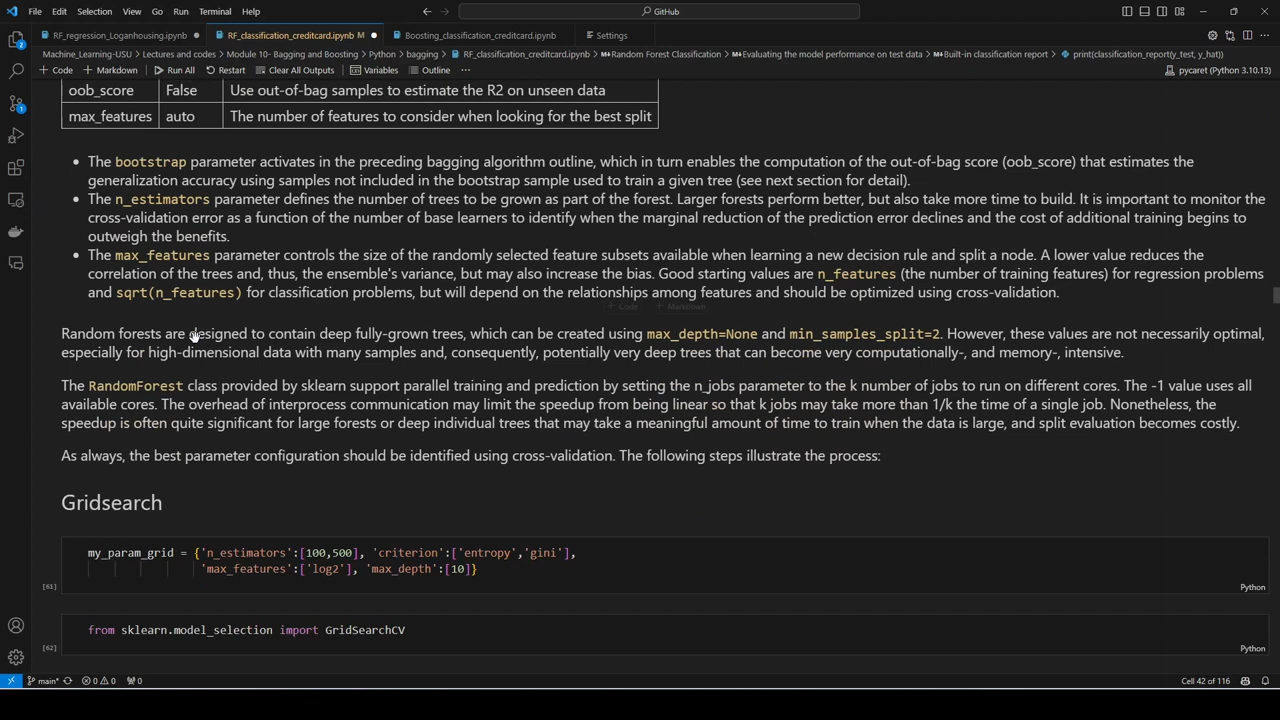 File Edit Selection View Go Run Terminal Help
GitHub
RF_regression_Loganhousing.ipynb
RF_classification_creditcard.ipynb M
Boosting_classification_creditcard.ipynb
Settings
Machine_Learning-USU > Lectures and codes > Module 10- Bagging and Boosting > Python > bagging > RF_classification_creditcard.ipynb > Random Forest Classification > Evaluating the model performance on test data > Built-in classification report > print(classification_report(y_test, y_hat))
+ Code + Markdown Run All Restart Clear All Outputs Variables Outline ... pycaret (Python 3.10.13)
oob_score False Use out-of-bag samples to estimate the R2 on unseen data
max_features auto The number of features to consider when looking for the best split
• The bootstrap parameter activates in the preceding bagging algorithm outline, which in turn enables the computation of the out-of-bag score (oob_score) that estimates the
generalization accuracy using samples not included in the bootstrap sample used to train a given tree (see next section for detail).
• The n_estimators parameter defines the number of trees to be grown as part of the forest. Larger forests perform better, but also take more time to build. It is important to monitor the
cross-validation error as a function of the number of base learners to identify when the marginal reduction of the prediction error declines and the cost of additional training begins to
outweigh the benefits.
• The max_features parameter controls the size of the randomly selected feature subsets available when learning a new decision rule and split a node. A lower value reduces the
correlation of the trees and, thus, the ensemble's variance, but may also increase the bias. Good starting values are n_features (the number of training features) for regression problems
and sqrt(n_features) for classification problems, but will depend on the relationships among features and should be optimized using cross-validation.
+ Code + Markdown
Random forests are designed to contain deep fully-grown trees, which can be created using max_depth=None and min_samples_split=2. However, these values are not necessarily optimal,
especially for high-dimensional data with many samples and, consequently, potentially very deep trees that can become very computationally-, and memory-, intensive.
The RandomForest class provided by sklearn support parallel training and prediction by setting the n_jobs parameter to the k number of jobs to run on different cores. The -1 value uses all
available cores. The overhead of interprocess communication may limit the speedup from being linear so that k jobs may take more than 1/k the time of a single job. Nonetheless, the
speedup is often quite significant for large forests or deep individual trees that may take a meaningful amount of time to train when the data is large, and split evaluation becomes costly.
As always, the best parameter configuration should be identified using cross-validation. The following steps illustrate the process:
Gridsearch
my_param_grid = {'n_estimators':[100,500], 'criterion':['entropy','gini'],
'max_features':['log2'], 'max_depth':[10]}
[61] Python
from sklearn.model_selection import GridSearchCV
[62] Python
main* 0 0 0 Cell 42 of 116